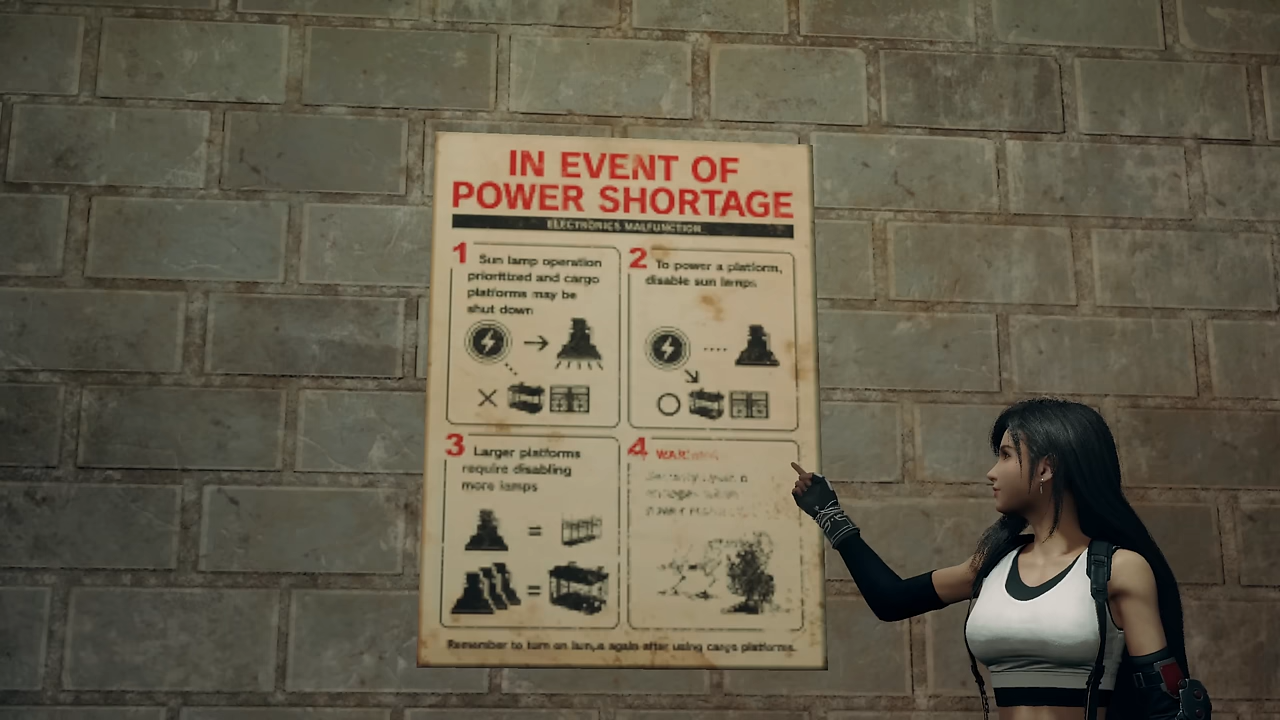 IN EVENT OF
POWER SHORTAGE
ELECTRONICS MALFUNCTION
1 Sun lamp operation
prioritized and cargo
platforms may be
shut down
2 To power a platform,
disable sun lamps
3 Larger platforms
require disabling
more lamps
4
Remember to turn on lamps again after using cargo platforms.